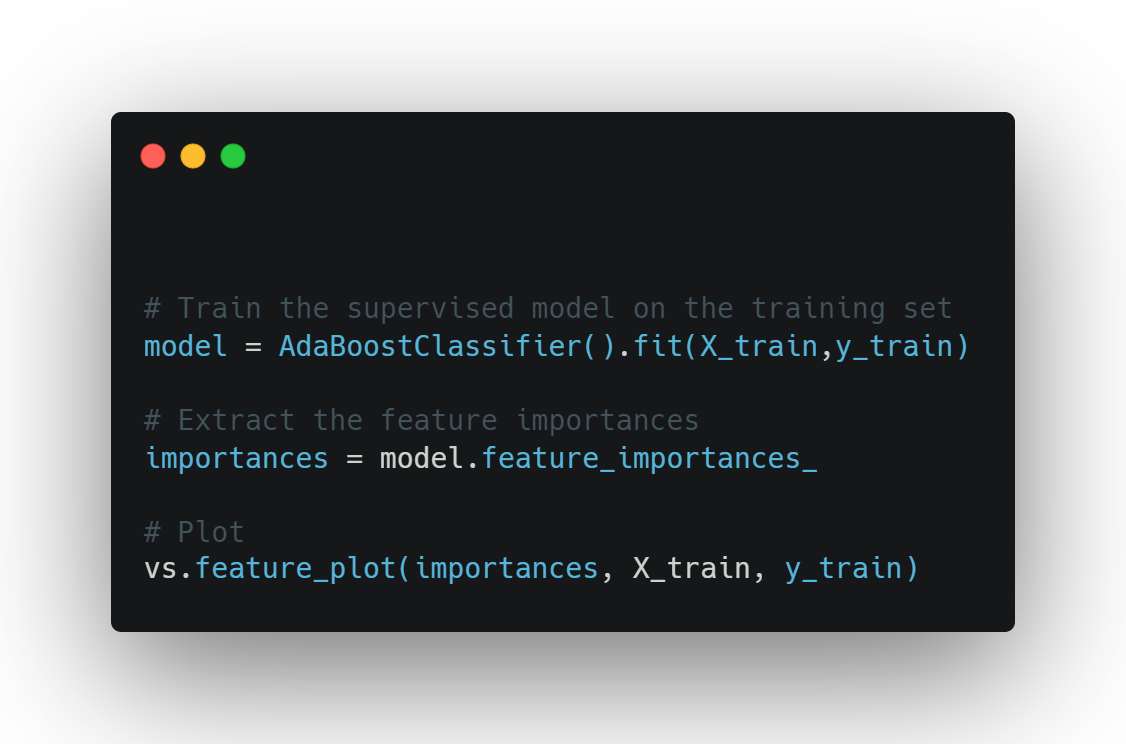 # Train the supervised model on the training set
model = AdaBoostClassifier().fit(X_train,y_train)
# Extract the feature importances
importances = model.feature_importances_
# Plot
vs.feature_plot(importances, X_train, y_train)